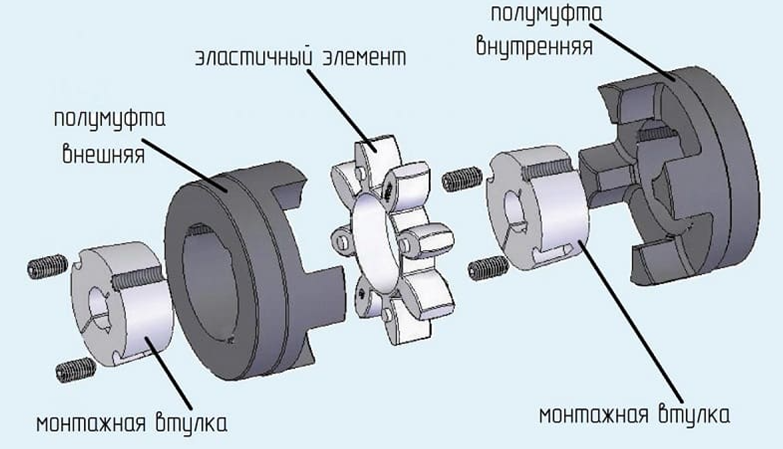 полумуфта
внутренняя
эластичный элемент
полумуфта
внешняя
монтажная втулка
монтажная втулка